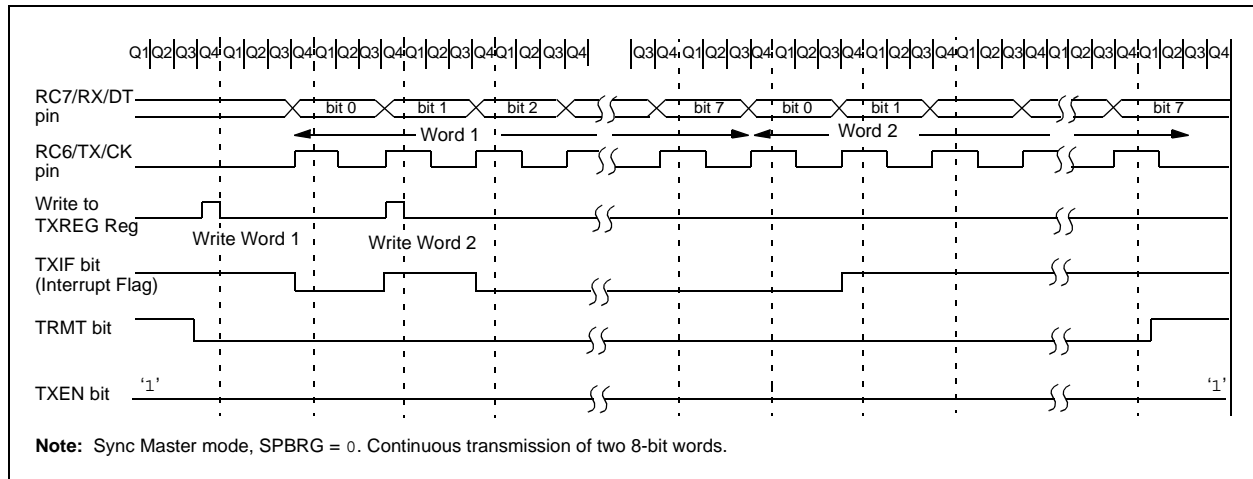 Q1 Q2 Q3 Q4 Q1 Q2 Q3 Q4 Q1 Q2 Q3 Q4 Q1 Q2 Q3 Q4 Q1 Q2 Q3 Q4 Q3 Q4 Q1 Q2 Q3 Q4 Q1 Q2 Q3 Q4 Q1 Q2 Q3 Q4 Q1 Q2 Q3 Q4 Q1 Q2 Q3 Q4 Q1 Q2 Q3 Q4
RC7/RX/DT
pin
bit 0 bit 1 bit 2 bit 7 bit 0 bit 1 bit 7
Word 1 Word 2
RC6/TX/CK
pin
Write to
TXREG Reg
Write Word 1 Write Word 2
TXIF bit
(Interrupt Flag)
TRMT bit
TXEN bit
‘1’ ‘1’
Note: Sync Master mode, SPBRG = 0. Continuous transmission of two 8-bit words.